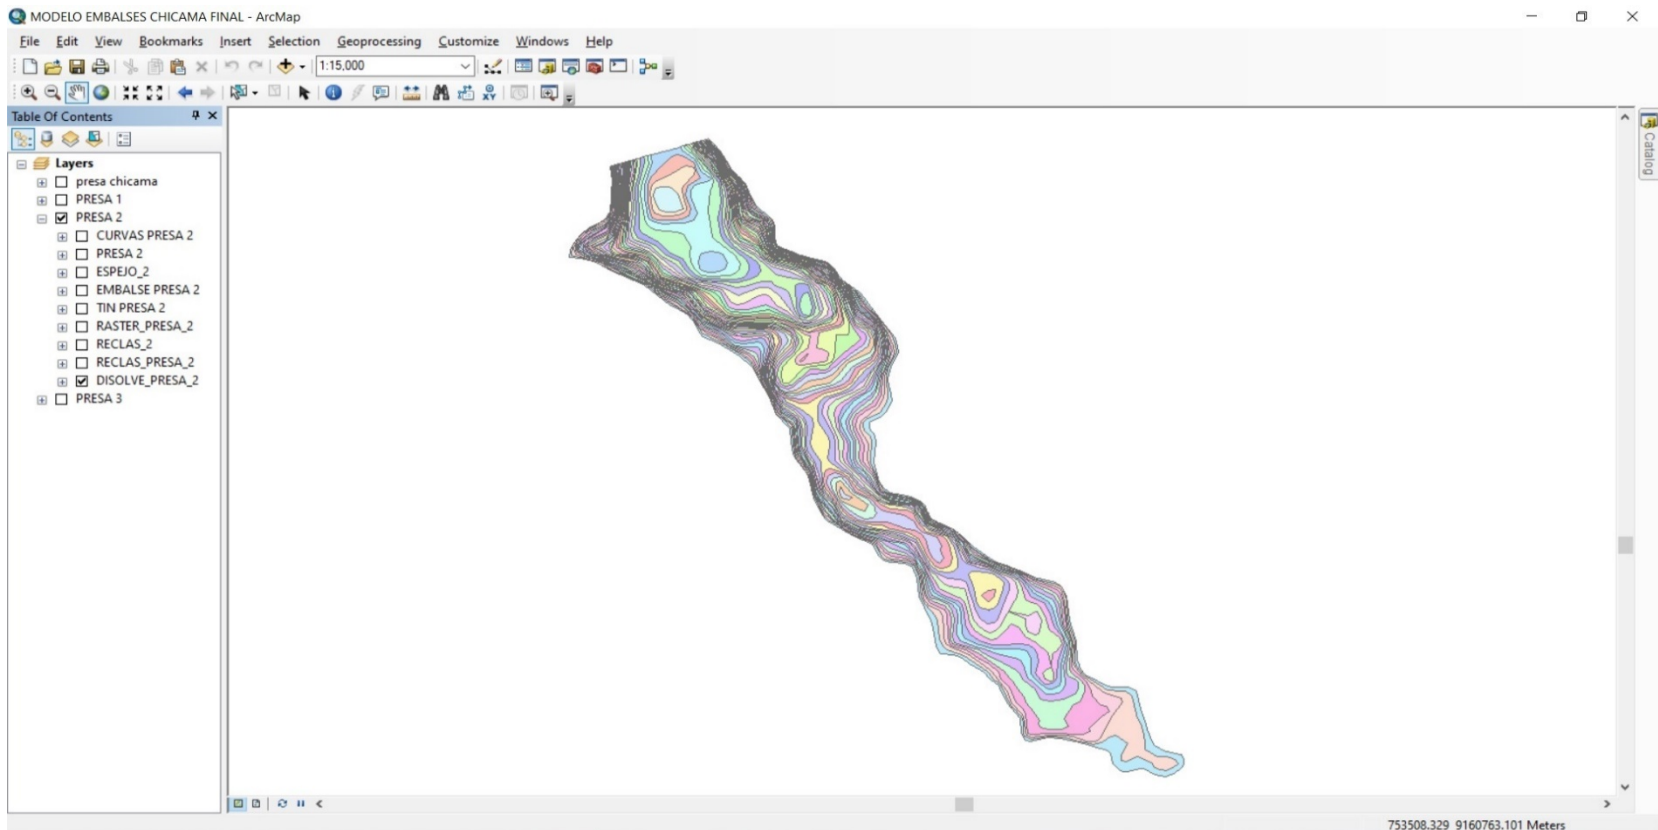 MODELO EMBALSES CHICAMA FINAL - ArcMap
File Edit View Bookmarks Insert Selection Geoprocessing Customize Windows Help
1:15,000
XY
Table Of Contents
Layers
presa chicama
PRESA 1
PRESA 2
CURVAS PRESA 2
PRESA 2
ESPEJO_2
EMBALSE PRESA 2
TIN PRESA 2
RASTER_PRESA_2
RECLAS_2
RECLAS_PRESA_2
DISOLVE_PRESA_2
PRESA 3
Catalog
753508.329 9160763.101 Meters